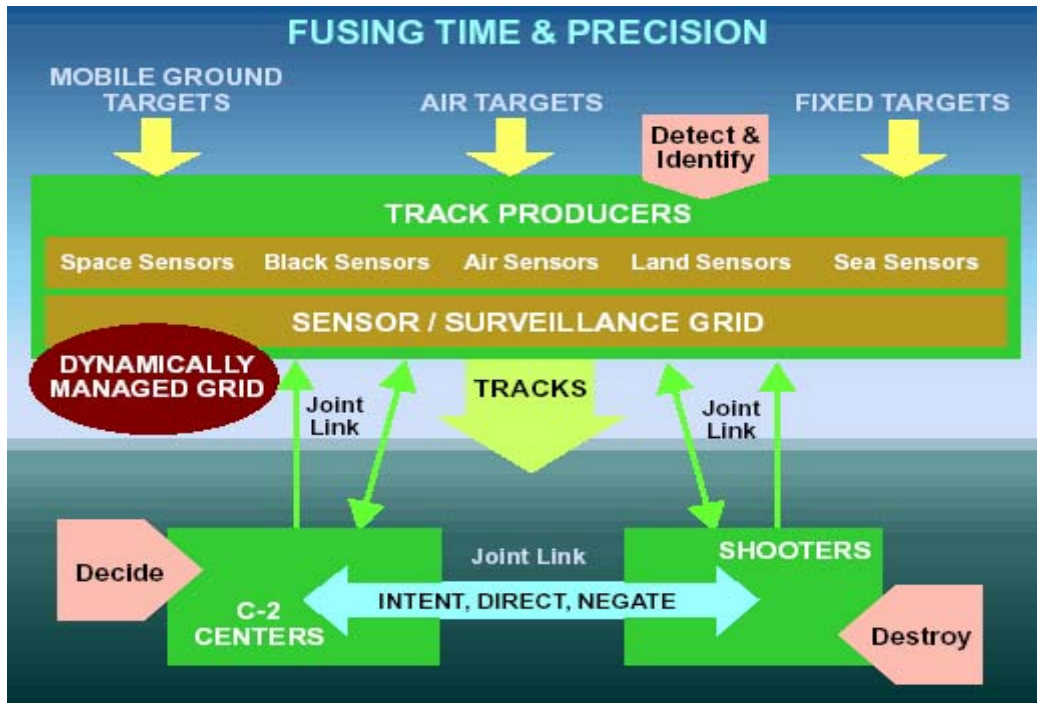 FUSING TIME & PRECISION
MOBILE GROUND
TARGETS
AIR TARGETS
FIXED TARGETS
Detect &
Identify
TRACK PRODUCERS
Space Sensors
Black Sensors
Air Sensors
Land Sensors
Sea Sensors
SENSOR / SURVEILLANCE GRID
DYNAMICALLY
MANAGED GRID
Joint
Link
TRACKS
Joint
Link
Decide
C-2
CENTERS
Joint Link
INTENT, DIRECT, NEGATE
SHOOTERS
Destroy